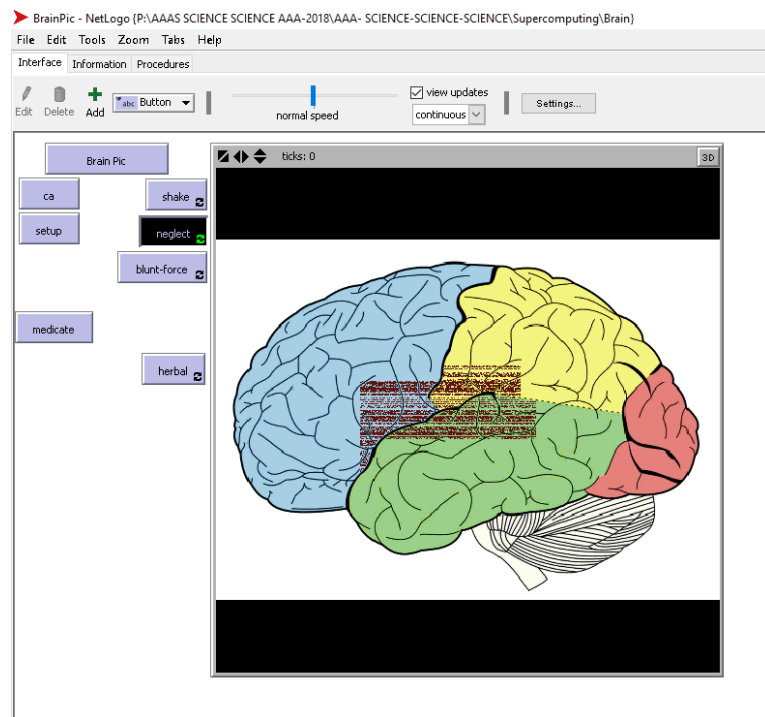 BrainPic - NetLogo {P:\AAAS SCIENCE SCIENCE AAA-2018\AAA- SCIENCE-SCIENCE-SCIENCE\Supercomputing\Brain}
File Edit Tools Zoom Tabs Help
Interface Information Procedures
Edit Delete Add abc Button normal speed view updates continuous Settings...
ticks: 0 3D
Brain Pic
ca shake
setup neglect
blunt-force
medicate
herbal